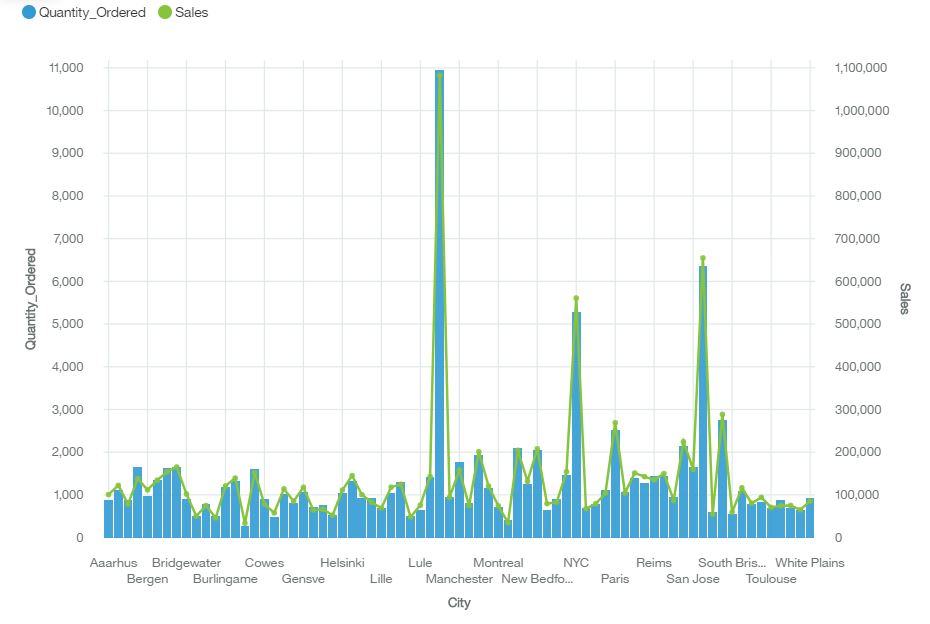 Quantity_Ordered Sales
11,000 1,100,000
10,000 1,000,000
9,000 900,000
8,000 800,000
7,000 700,000
6,000 600,000
5,000 500,000
4,000 400,000
3,000 300,000
2,000 200,000
1,000 100,000
0 0
Quantity_Ordered
Sales
Aaarhus Bridgewater Cowes Helsinki Lule Montreal NYC Reims South Bris... White Plains
Bergen Burlingame Gensve Lille Manchester New Bedfo... Paris San Jose Toulouse
City